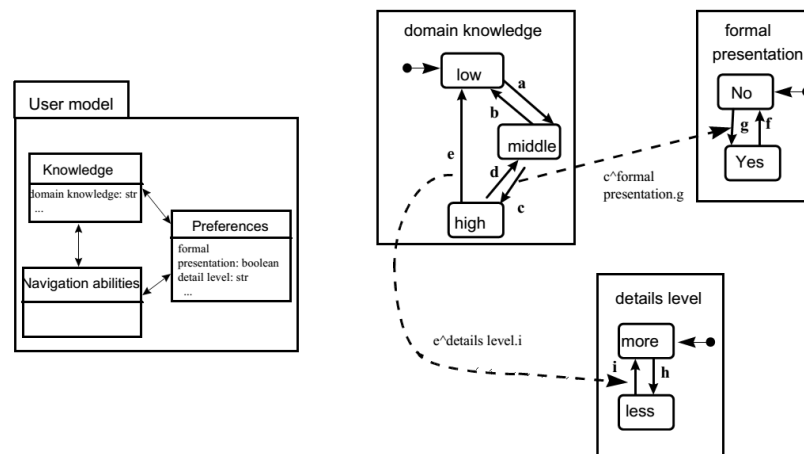 User model
Knowledge
domain knowledge: str
...
Preferences
formal
presentation: boolean
detail level: str
...
Navigation abilities
domain knowledge
low
a
b
middle
e
d
c
high
c^formal
presentation.g
e^details level.i
formal
presentation
No
g
f
Yes
details level
more
i
h
less